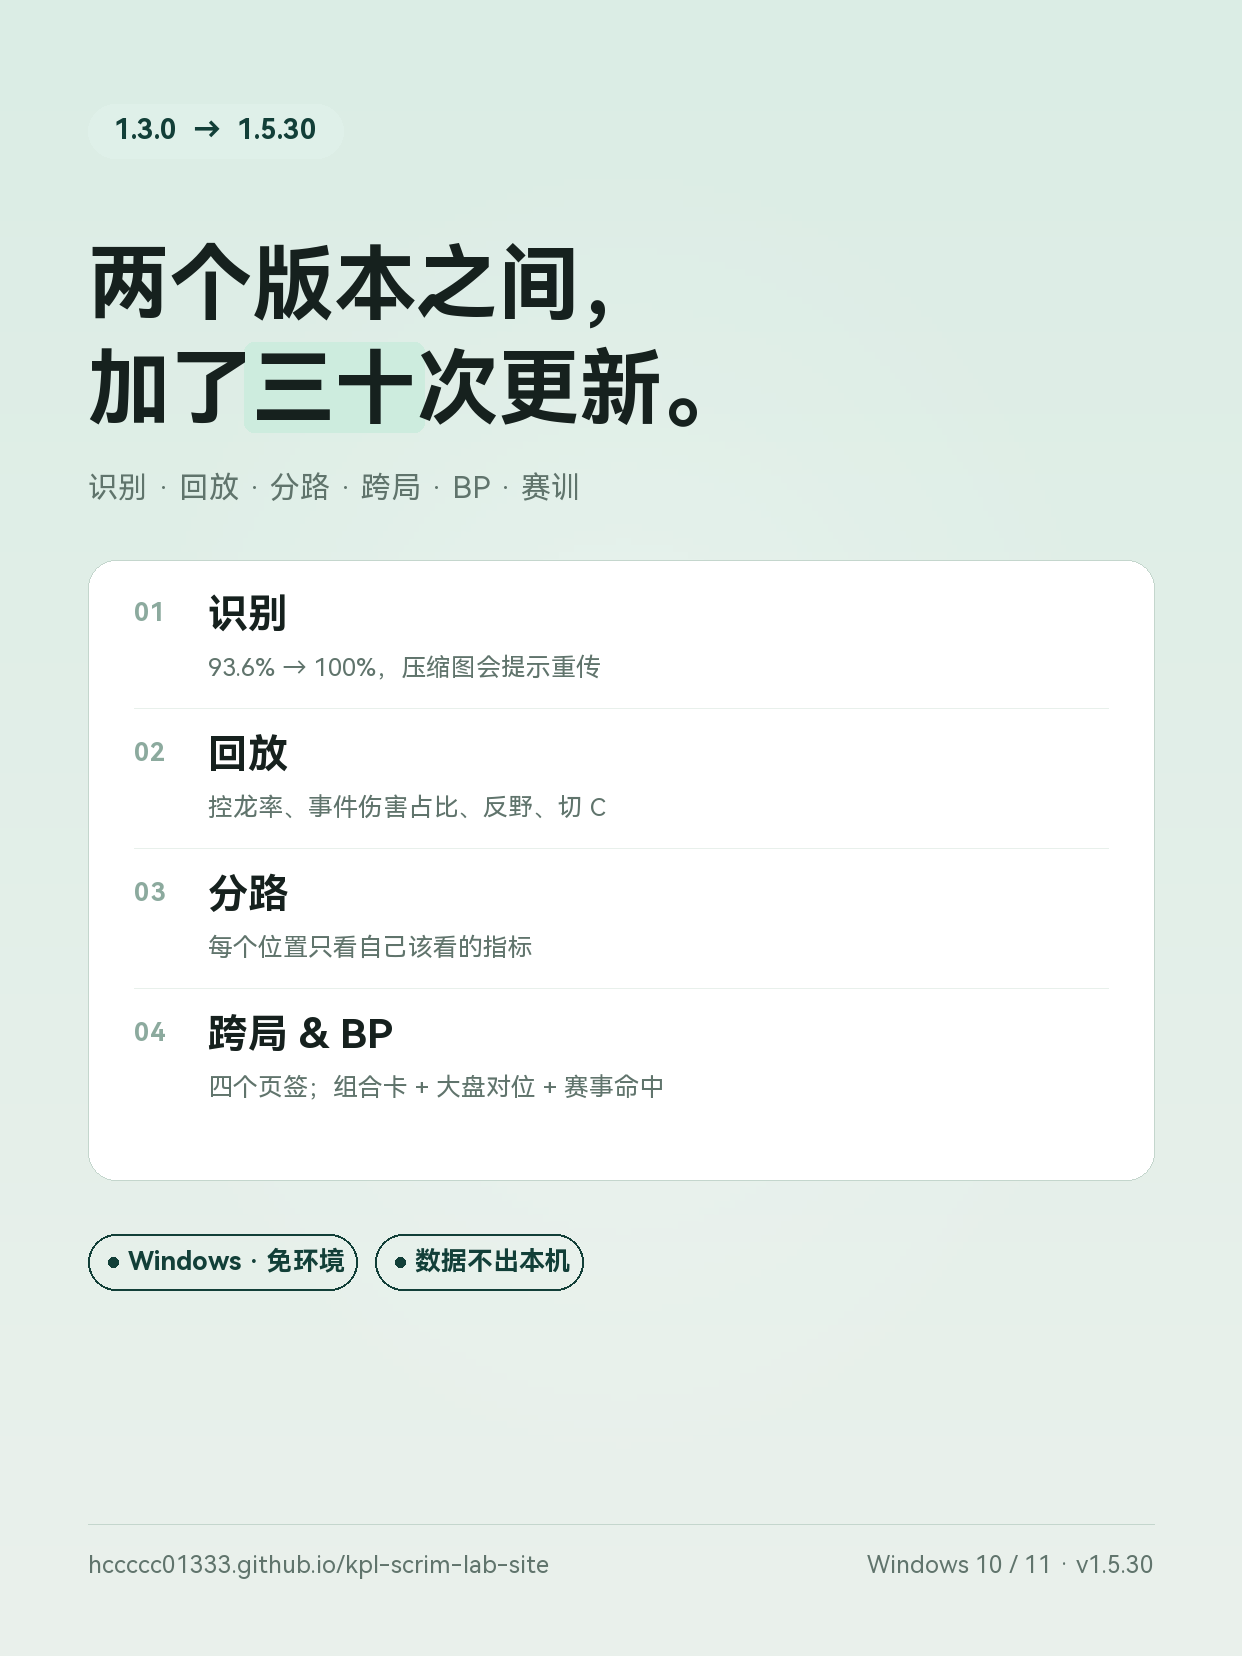 1.3.0 → 1.5.30
两个版本之间，
加了三十次更新。
识别 · 回放 · 分路 · 跨局 · BP · 赛训
01 识别
93.6% → 100%，压缩图会提示重传
02 回放
控龙率、事件伤害占比、反野、切 C
03 分路
每个位置只看自己该看的指标
04 跨局 & BP
四个页签；组合卡 + 大盘对位 + 赛事命中
• Windows · 免环境 • 数据不出本机
hccccc01333.github.io/kpl-scrim-lab-site Windows 10 / 11 · v1.5.30